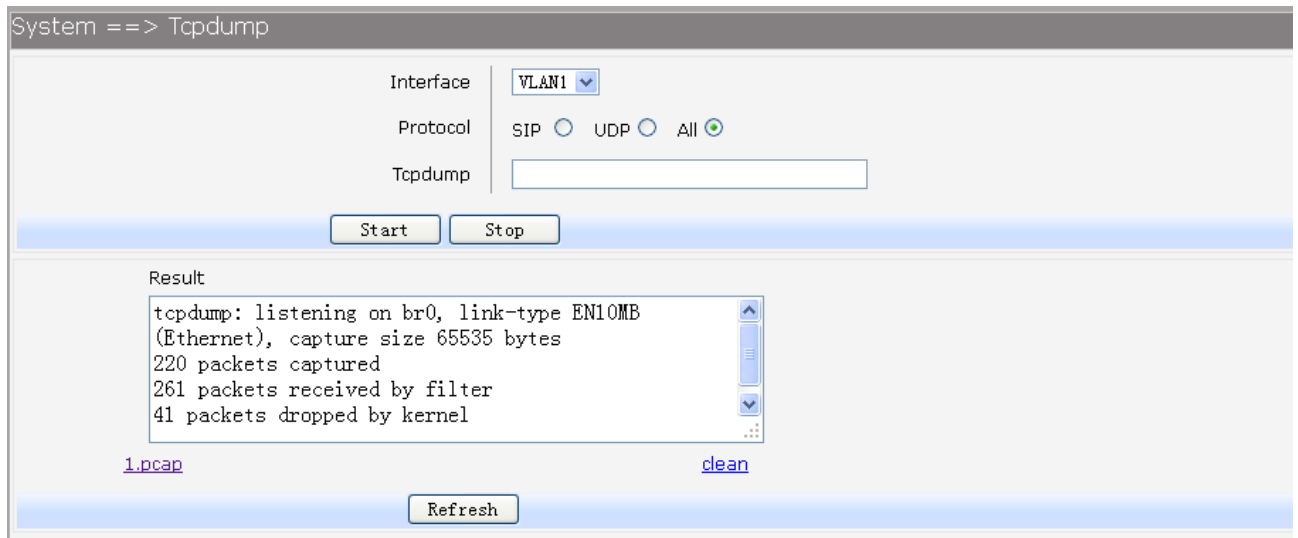 System ==> Tcpdump
Interface VLAN1
Protocol SIP UDP All
Tcpdump
Start Stop
Result
tcpdump: listening on br0, link-type EN10MB
(Ethernet), capture size 65535 bytes
220 packets captured
261 packets received by filter
41 packets dropped by kernel
1.pcap clean
Refresh